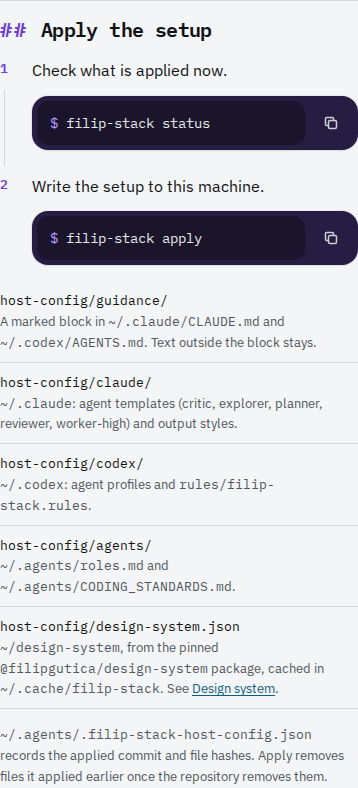 ## Apply the setup
1 Check what is applied now.
$ filip-stack status
2 Write the setup to this machine.
$ filip-stack apply
host-config/guidance/
A marked block in ~/.claude/CLAUDE.md and
~/.codex/AGENTS.md. Text outside the block stays.
host-config/claude/
~/.claude: agent templates (critic, explorer, planner,
reviewer, worker-high) and output styles.
host-config/codex/
~/.codex: agent profiles and rules/filip-
stack.rules.
host-config/agents/
~/.agents/roles.md and
~/.agents/CODING_STANDARDS.md.
host-config/design-system.json
~/design-system, from the pinned
@filipgutica/design-system package, cached in
~/.cache/filip-stack. See Design system.
~/.agents/.filip-stack-host-config.json
records the applied commit and file hashes. Apply removes
files it applied earlier once the repository removes them.